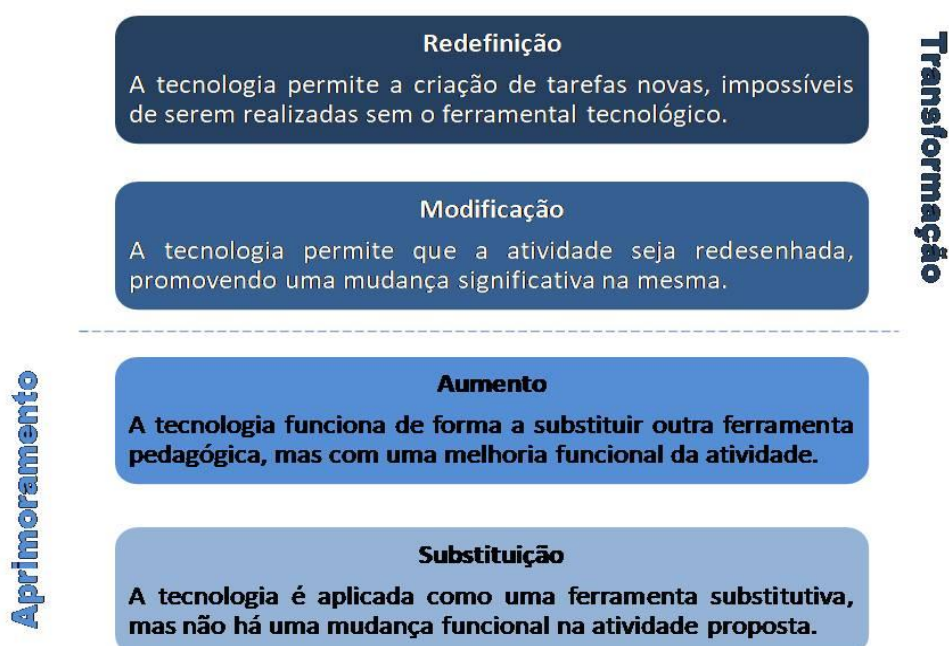 Redefinição
A tecnologia permite a criação de tarefas novas, impossíveis
de serem realizadas sem o ferramental tecnológico.
Modificação
A tecnologia permite que a atividade seja redesenhada,
promovendo uma mudança significativa na mesma.
Transformação
Aumento
A tecnologia funciona de forma a substituir outra ferramenta
pedagógica, mas com uma melhoria funcional da atividade.
Substituição
A tecnologia é aplicada como uma ferramenta substitutiva,
mas não há uma mudança funcional na atividade proposta.
Aprimoramento